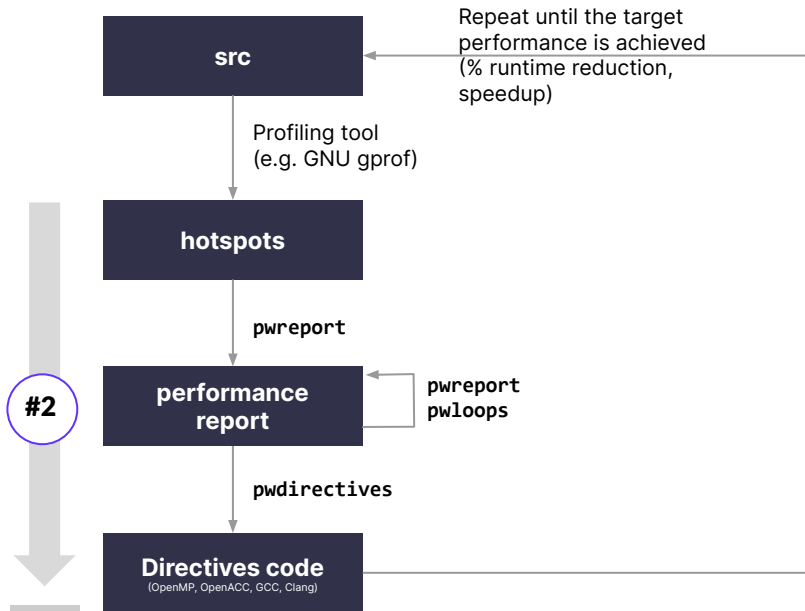 Repeat until the target
performance is achieved
(% runtime reduction,
speedup)
src
Profiling tool
(e.g. GNU gprof)
hotspots
pwreport
#2
performance
report
pwreport
pwloops
pwdirectives
Directives code
(OpenMP, OpenACC, GCC, Clang)